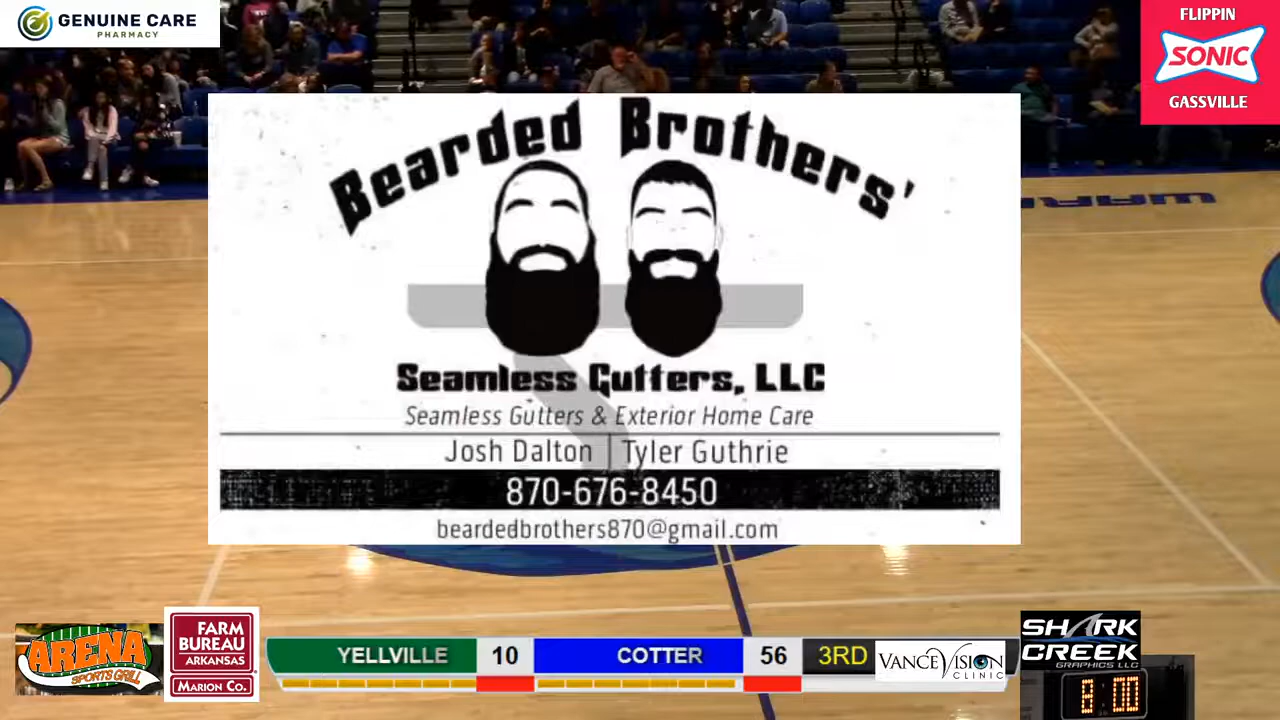 GENUINE CARE
PHARMACY
FLIPPIN
SONIC
GASSVILLE
Bearded Brothers'
Seamless Gutters, LLC
Seamless Gutters & Exterior Home Care
Josh Dalton | Tyler Guthrie
870-676-8450
beardedbrothers870@gmail.com
ARENA
SPORTS GRILL
FARM
BUREAU
ARKANSAS
MARION CO.
YELLVILLE 10 COTTER 56 3RD
VANCE VISION
CLINIC
SHARK
CREEK
GRAPHICS LLC
8:00